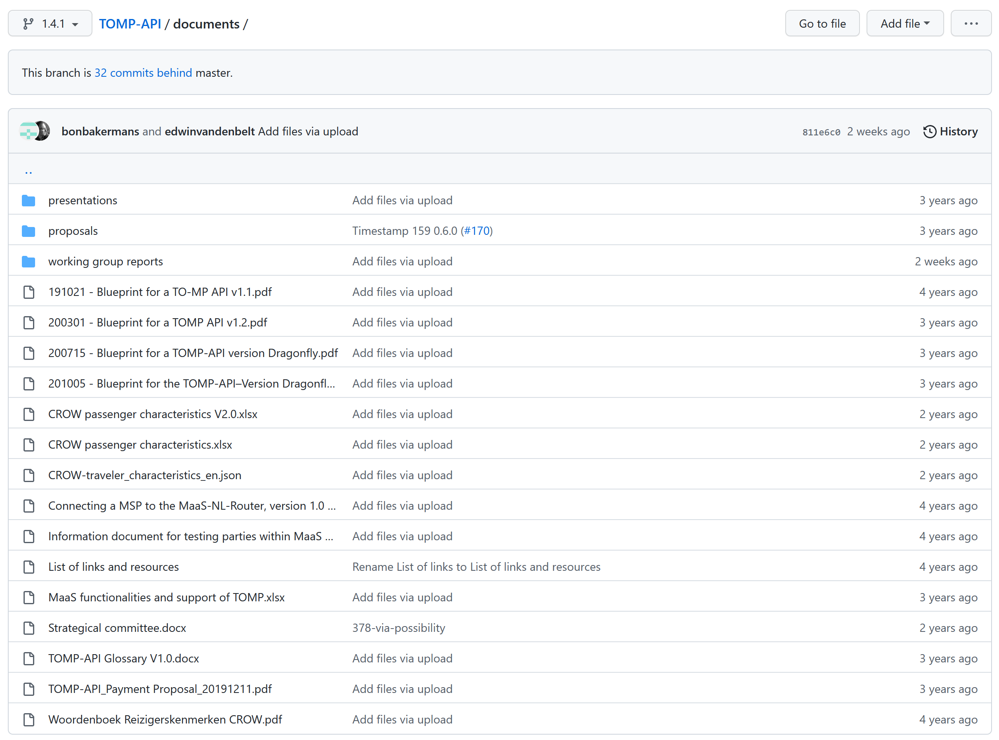 1.4.1 TOMP-API / documents / Go to file Add file ...
This branch is 32 commits behind master.
bonbakermans and edwinvandenbelt Add files via upload 811e6c0 2 weeks ago History
..
presentations Add files via upload 3 years ago
proposals Timestamp 159 0.6.0 (#170) 3 years ago
working group reports Add files via upload 2 weeks ago
191021 - Blueprint for a TO-MP API v1.1.pdf Add files via upload 4 years ago
200301 - Blueprint for a TOMP API v1.2.pdf Add files via upload 3 years ago
200715 - Blueprint for a TOMP-API version Dragonfly.pdf Add files via upload 3 years ago
201005 - Blueprint for the TOMP-API–Version Dragonfl... Add files via upload 3 years ago
CROW passenger characteristics V2.0.xlsx Add files via upload 2 years ago
CROW passenger characteristics.xlsx Add files via upload 2 years ago
CROW-traveler_characteristics_en.json Add files via upload 2 years ago
Connecting a MSP to the MaaS-NL-Router, version 1.0 ... Add files via upload 4 years ago
Information document for testing parties within MaaS ... Add files via upload 4 years ago
List of links and resources Rename List of links to List of links and resources 4 years ago
MaaS functionalities and support of TOMP.xlsx Add files via upload 3 years ago
Strategical committee.docx 378-via-possibility 2 years ago
TOMP-API Glossary V1.0.docx Add files via upload 3 years ago
TOMP-API_Payment Proposal_20191211.pdf Add files via upload 3 years ago
Woordenboek Reizigerskenmerken CROW.pdf Add files via upload 4 years ago